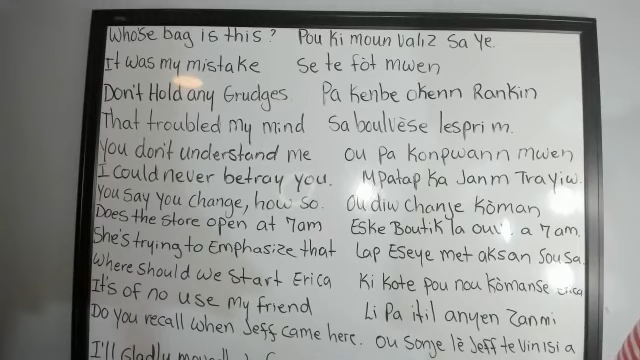 Whose bag is this? Pou ki moun valiz sa ye.
It was my mistake Se te fòt mwen
Don't Hold any Grudges Pa Kenbe okenn Rankin
That troubled my mind Sa boulvèse lespri m.
You don't understand me ou pa Konpwann mwen
I could never betray you. M patap Ka Janm Trayiw.
You say you change, how so. Ou diw Chanje Kòman
Does the store open at 7am Eske Boutik la ouv. a 7am.
She's trying to Emphasize that Lap Eseye met aksan Sou sa
Where should we Start Erica Ki Kote pou nou Kòmanse Erica
It's of no use my friend Li Pa itil anyen Zanmi
Do you recall when Jeff came here. Ou Sonje lè Jeff te vin isi a
I'll Gladly